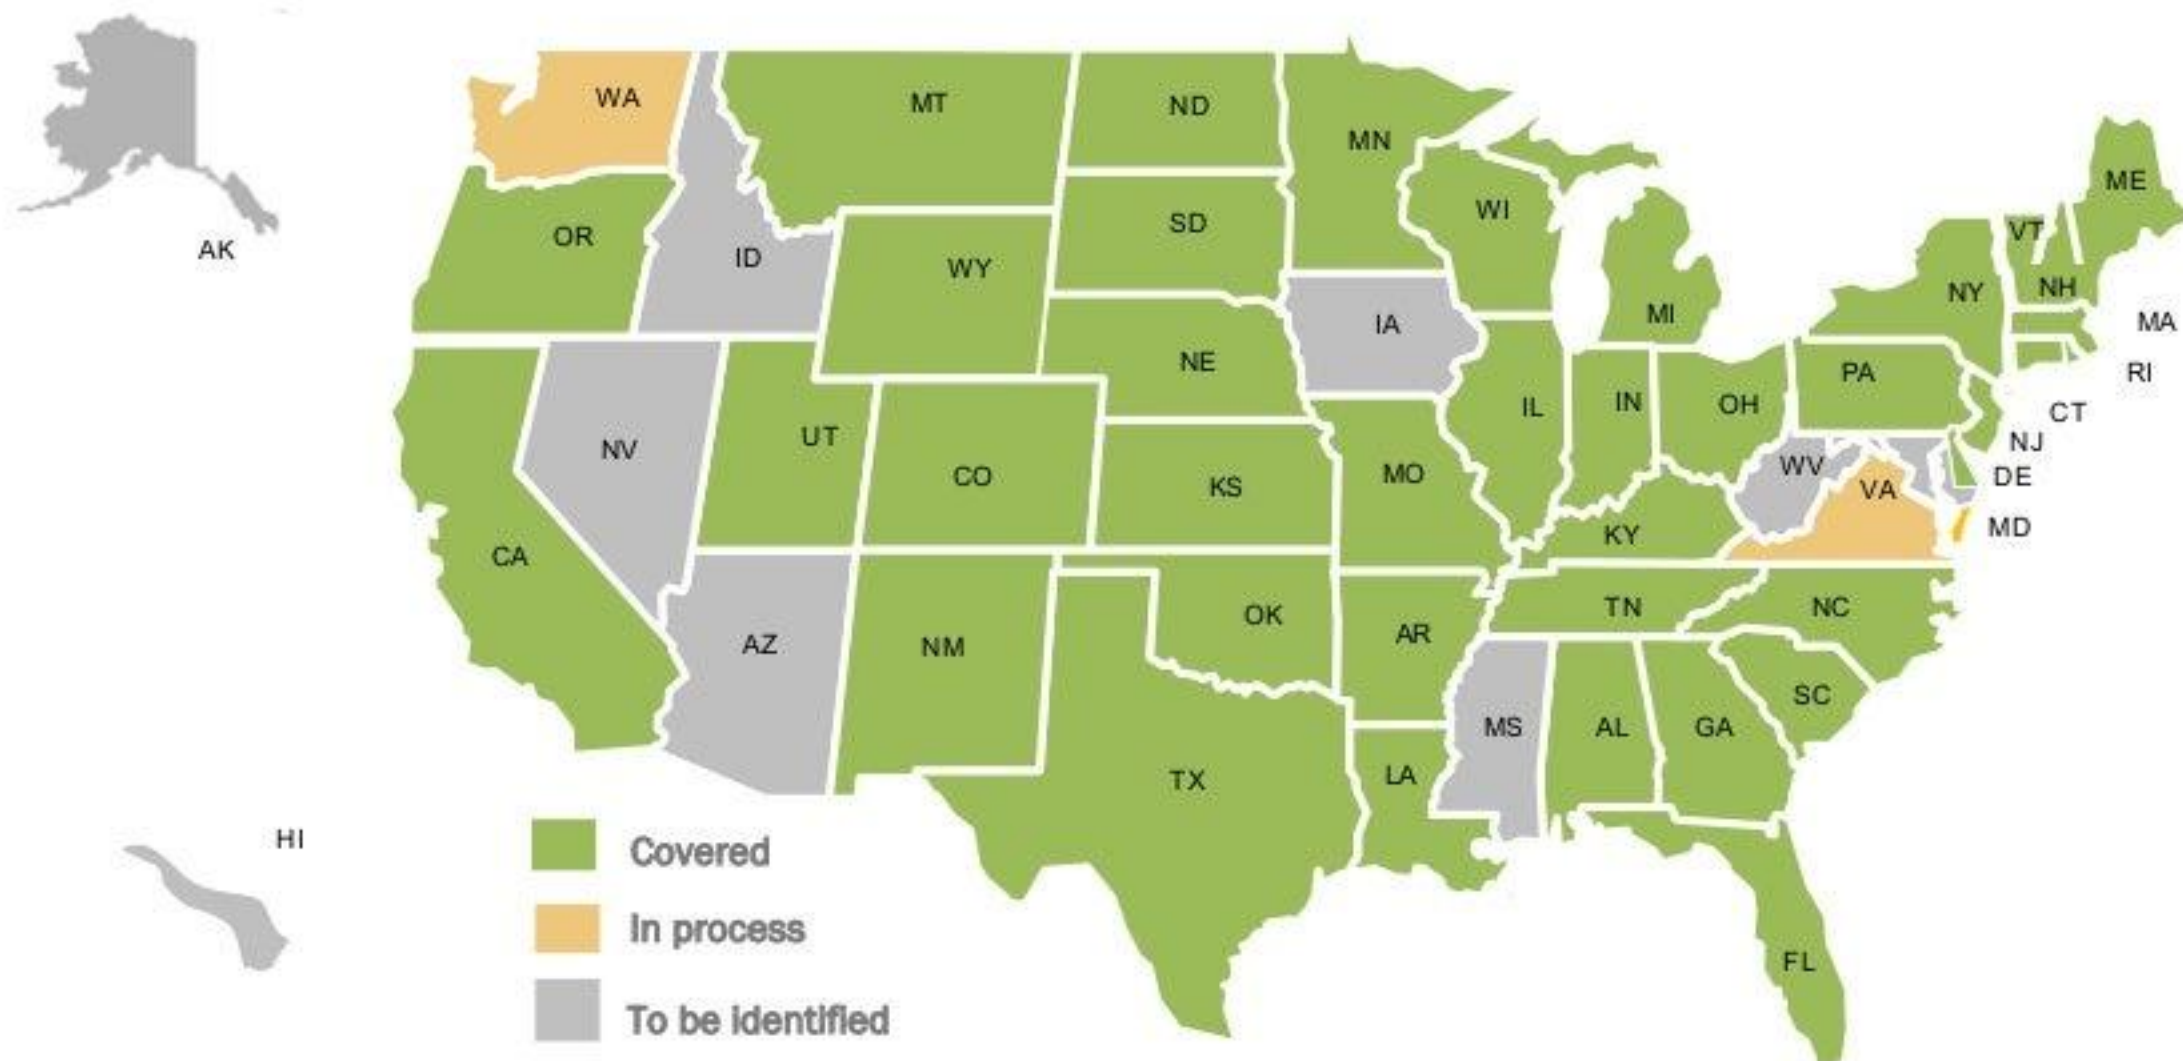 WA
MT
ND
MN
ME
OR
ID
WY
SD
WI
VT
AK
NY
NH
MI
MA
IA
NE
PA
RI
NV
UT
CO
KS
MO
IL
IN
OH
CT
NJ
WV
VA
DE
MD
CA
KY
AZ
NM
OK
AR
TN
NC
SC
TX
LA
MS
AL
GA
HI
FL
Covered
In process
To be identified